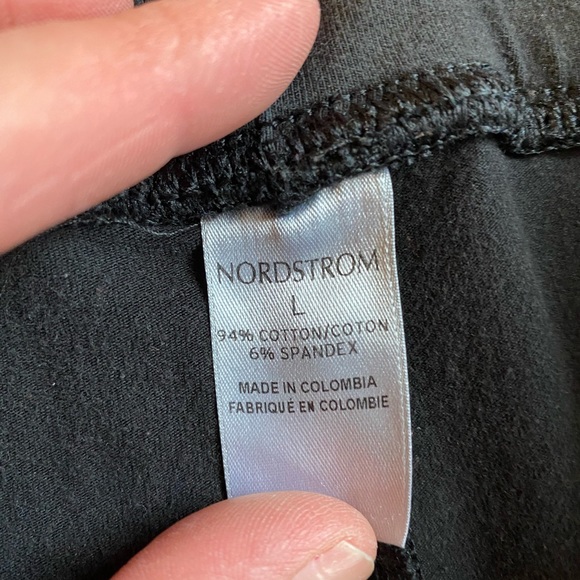 NORDSTROM
L
94% COTTON/COTON
6% SPANDEX
MADE IN COLOMBIA
FABRIQUÉ EN COLOMBIE